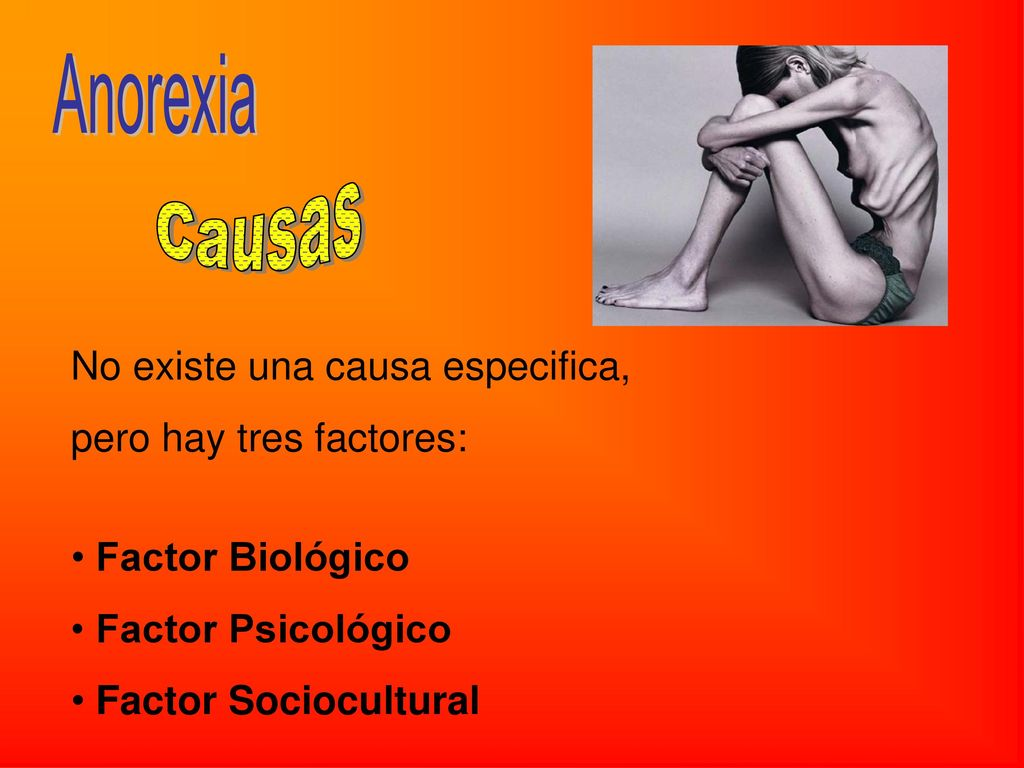 Anorexia
Causas
No existe una causa especifica,
pero hay tres factores:
• Factor Biológico
• Factor Psicológico
• Factor Sociocultural